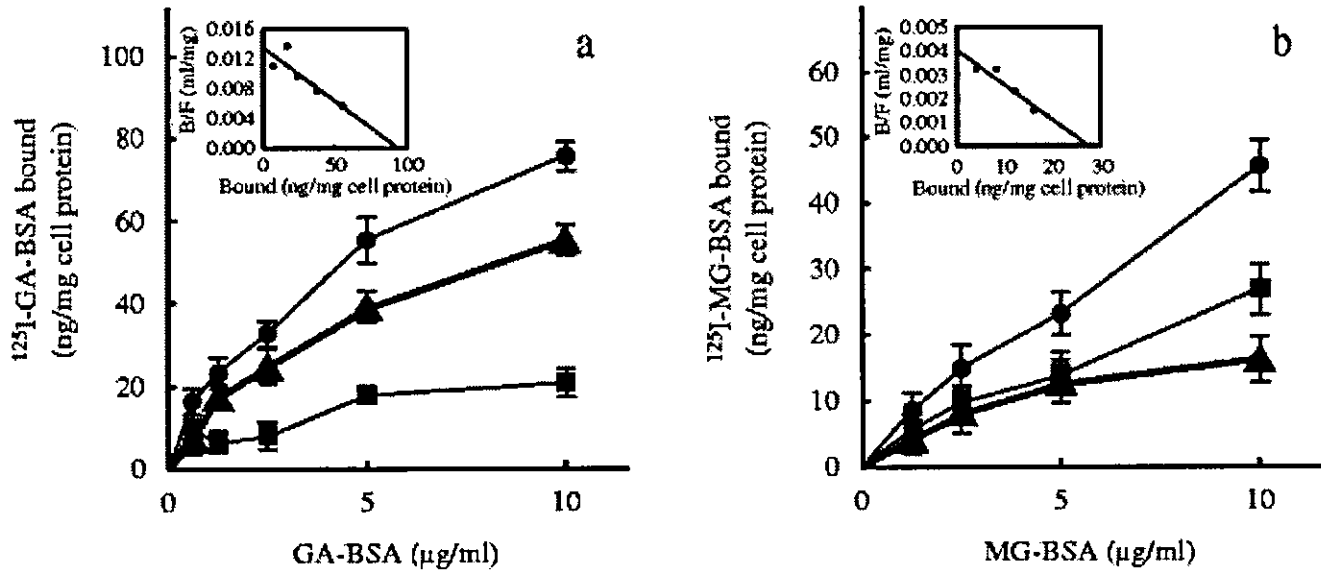 a
¹²⁵I-GA-BSA bound
(ng/mg cell protein)
100
80
60
40
20
0
0 5 10
GA-BSA (µg/ml)
B/F (ml/mg)
0.016
0.012
0.008
0.004
0.000
0 50 100
Bound (ng/mg cell protein)
b
¹²⁵I-MG-BSA bound
(ng/mg cell protein)
60
50
40
30
20
10
0
0 5 10
MG-BSA (µg/ml)
B/F (ml/mg)
0.005
0.004
0.003
0.002
0.001
0.000
0 10 20 30
Bound (ng/mg cell protein)